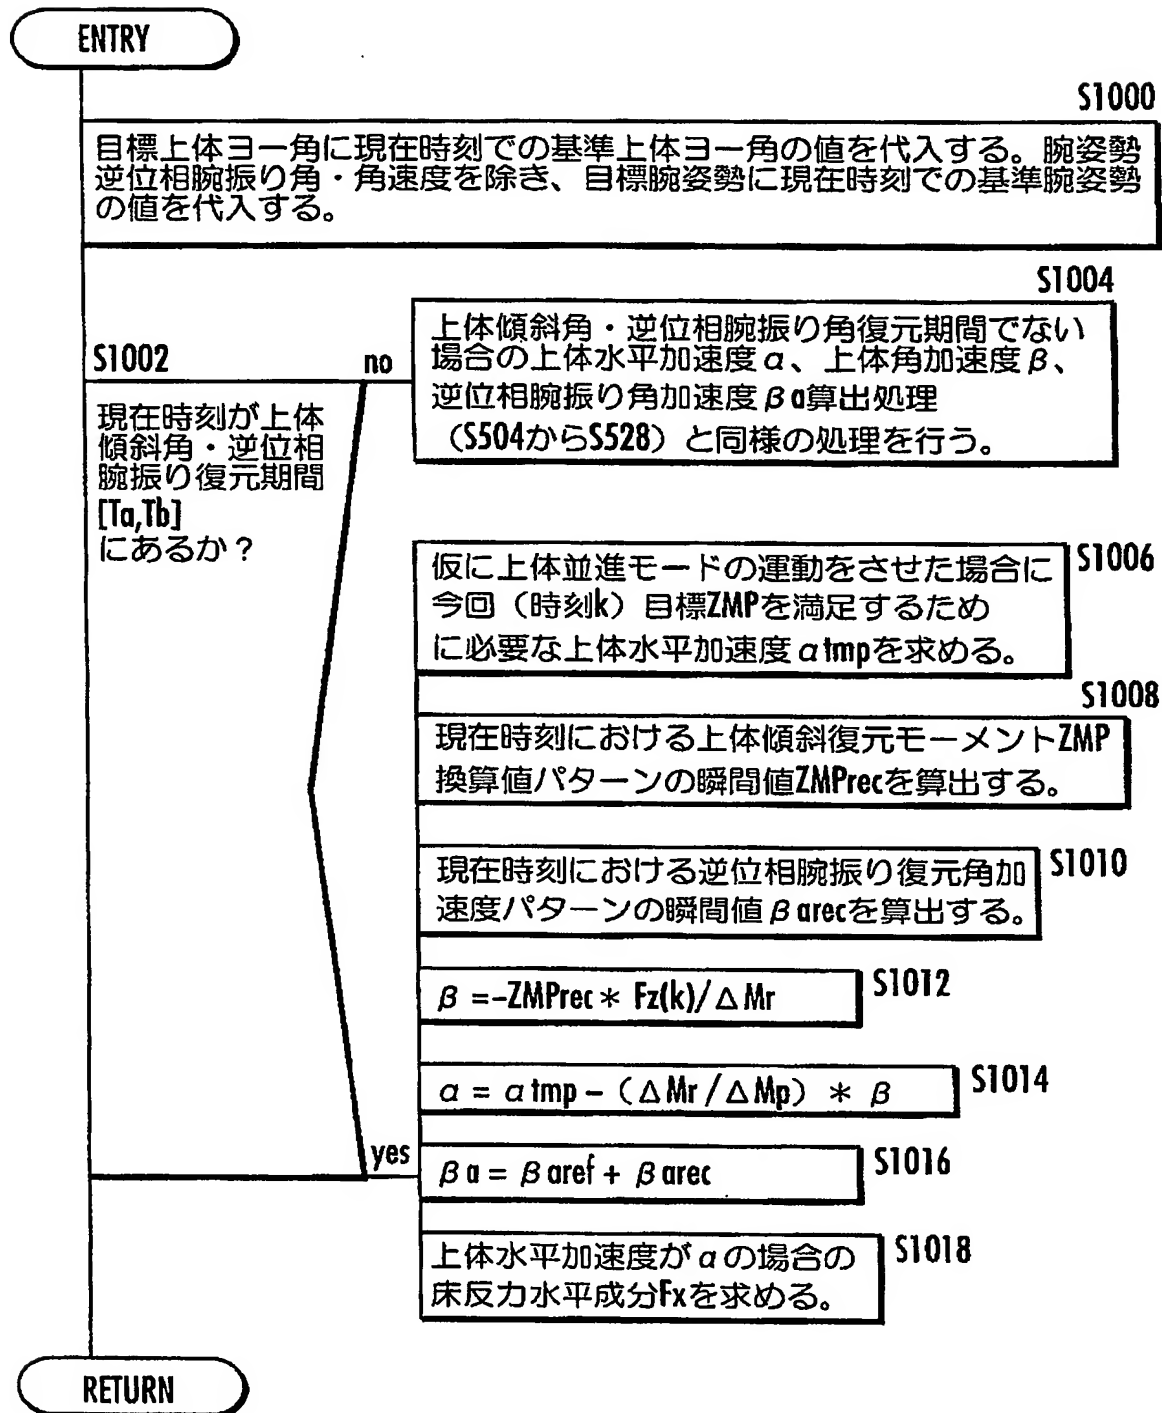 ENTRY
S1000
目標上体ヨー角に現在時刻での基準上体ヨー角の値を代入する。腕姿勢
逆位相腕振り角・角速度を除き、目標腕姿勢に現在時刻での基準腕姿勢
の値を代入する。
S1004
上体傾斜角・逆位相腕振り角復元期間でない
場合の上体水平加速度α、上体角加速度β、
逆位相腕振り角加速度βa算出処理
（S504からS528）と同様の処理を行う。
S1002
no
現在時刻が上体
傾斜角・逆位相
腕振り復元期間
[Ta,Tb]
にあるか？
仮に上体並進モードの運動をさせた場合に
今回（時刻k）目標ZMPを満足するため
に必要な上体水平加速度αtmpを求める。
S1006
S1008
現在時刻における上体傾斜復元モーメントZMP
換算値パターンの瞬間値ZMPrecを算出する。
現在時刻における逆位相腕振り復元角加
速度パターンの瞬間値βarecを算出する。
S1010
β=-ZMPrec＊Fz(k)/ΔMr
S1012
α = αtmp −（ΔMr/ΔMp）＊ β
S1014
yes
βa = βaref + βarec
S1016
上体水平加速度がαの場合の
床反力水平成分Fxを求める。
S1018
RETURN